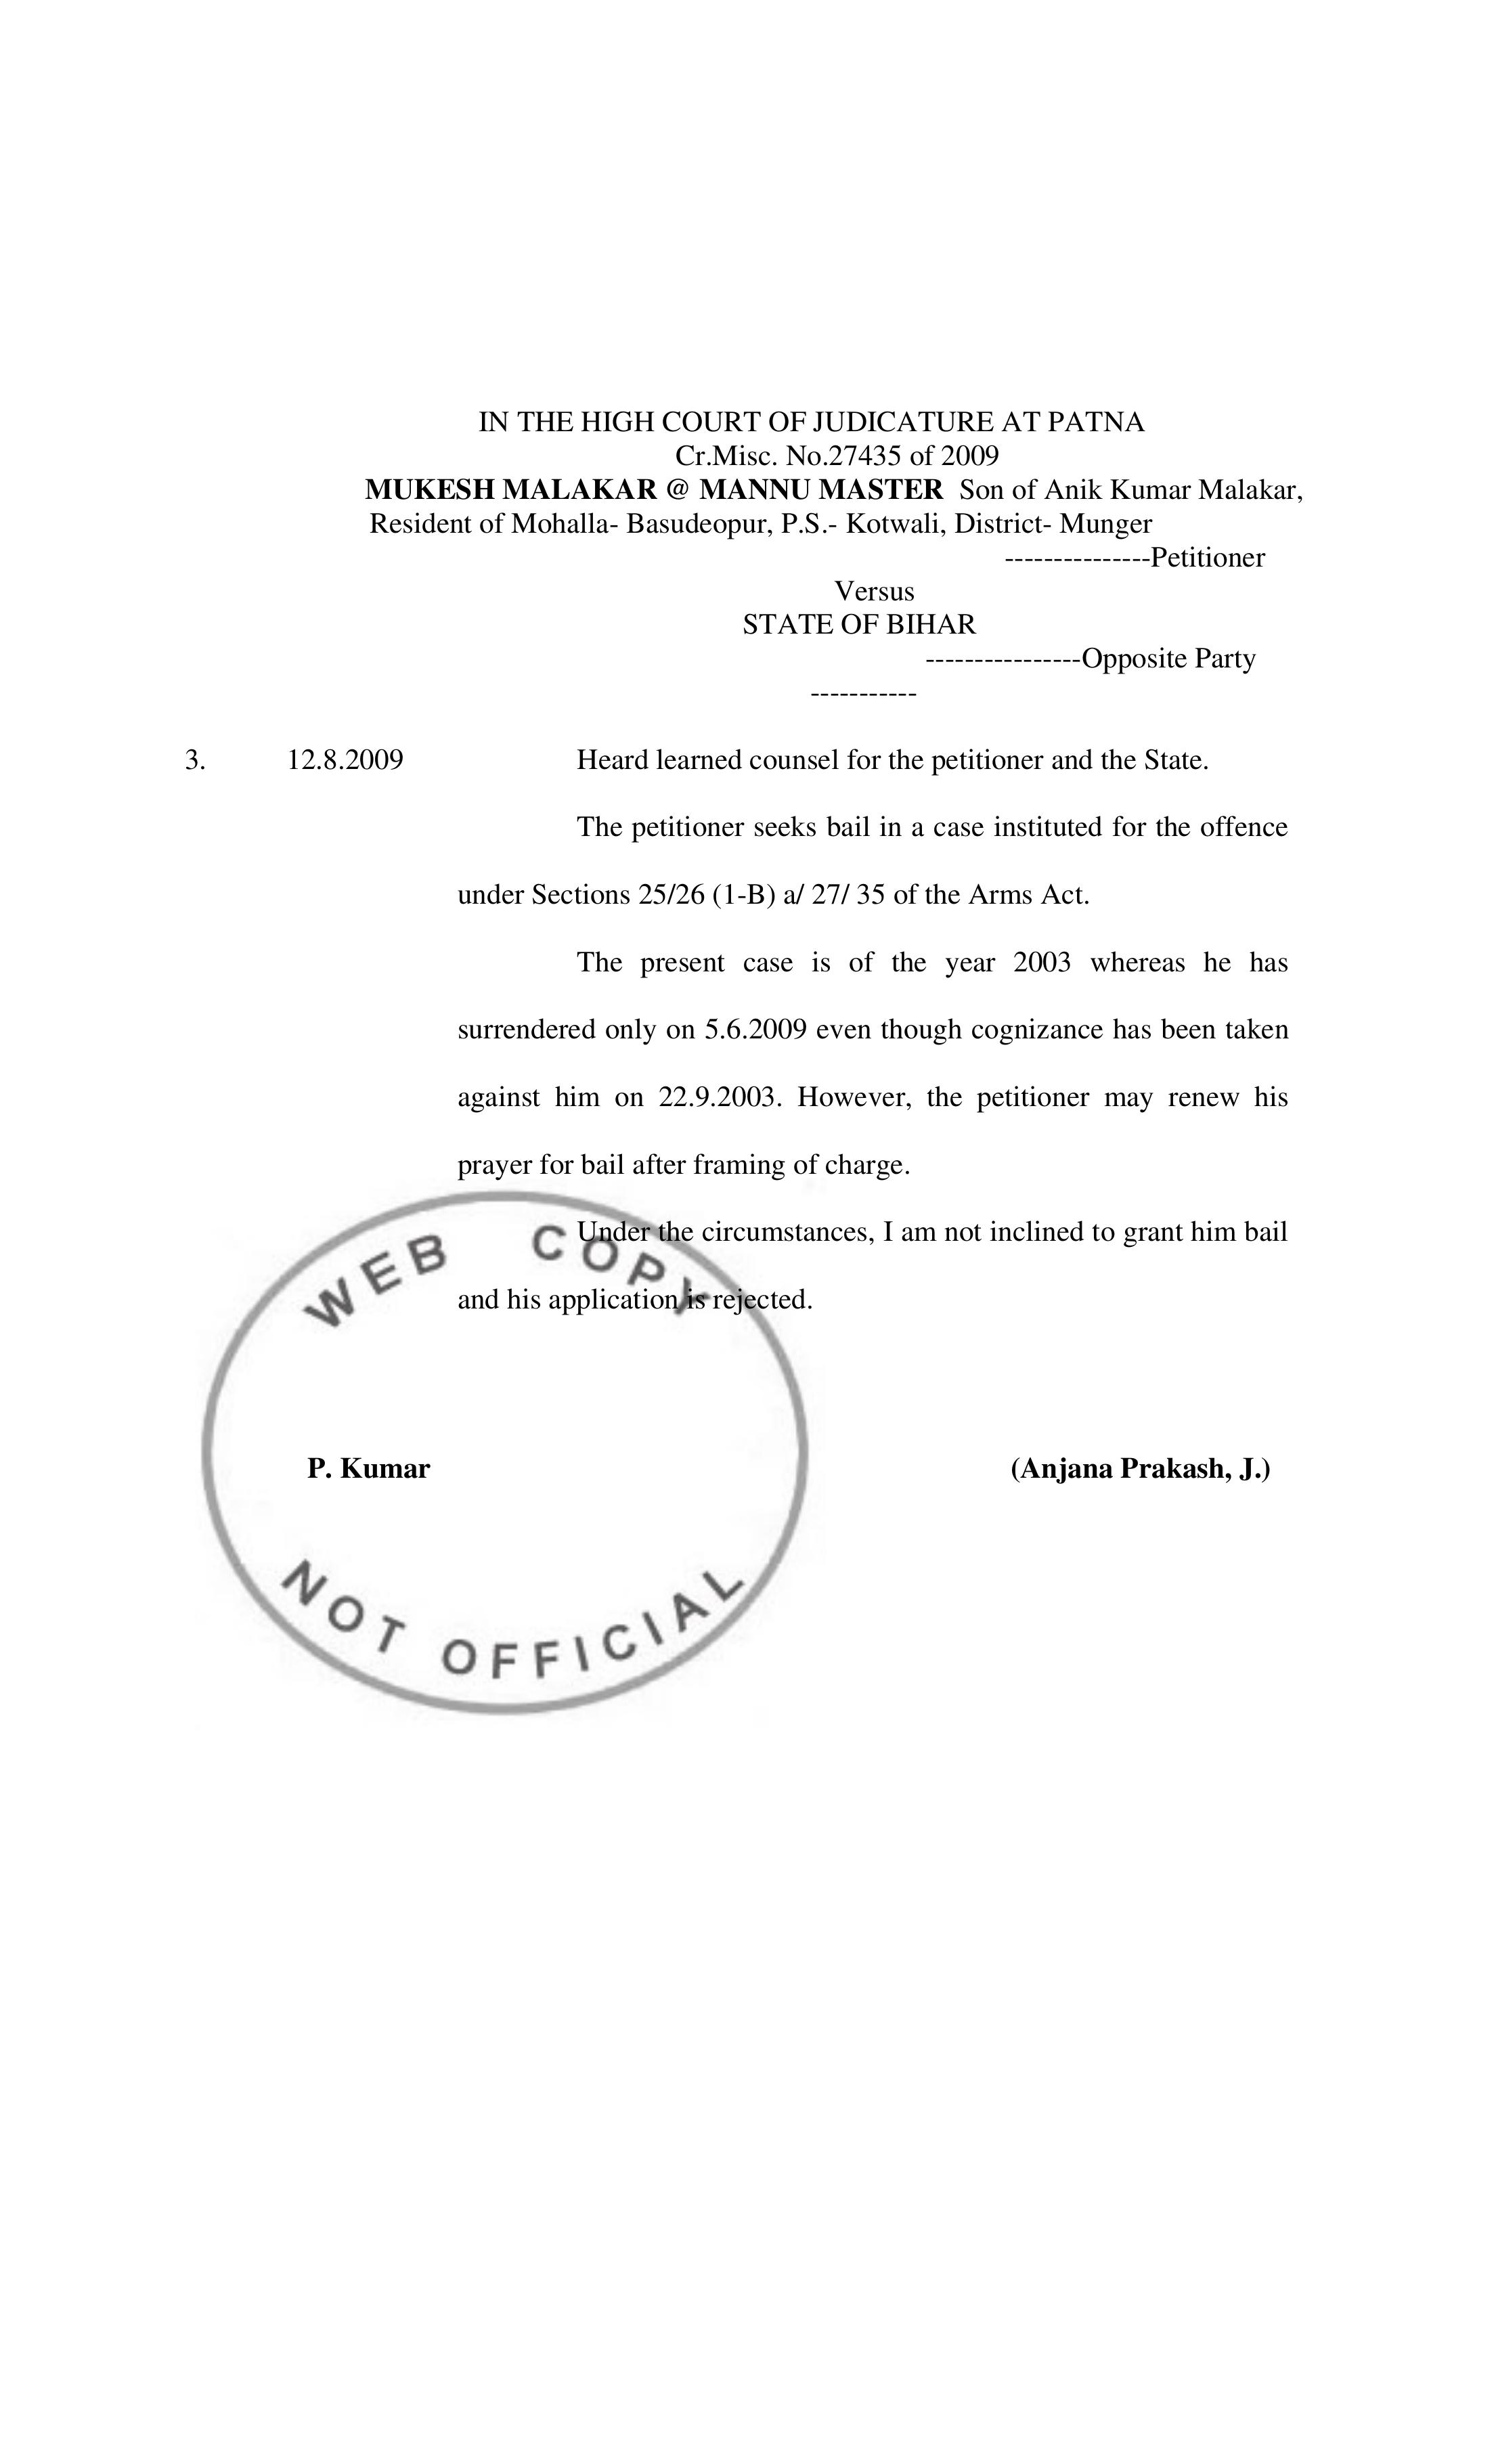 IN THE HIGH COURT OF JUDICATURE AT PATNA
Cr.Misc. No.27435 of 2009
MUKESH MALAKAR @ MANNU MASTER Son of Anik Kumar Malakar,
Resident of Mohalla- Basudeopur, P.S.- Kotwali, District- Munger
---------------Petitioner
Versus
STATE OF BIHAR
----------------Opposite Party
-----------
3. 12.8.2009 Heard learned counsel for the petitioner and the State.
The petitioner seeks bail in a case instituted for the offence
under Sections 25/26 (1-B) a/ 27/ 35 of the Arms Act.
The present case is of the year 2003 whereas he has
surrendered only on 5.6.2009 even though cognizance has been taken
against him on 22.9.2003. However, the petitioner may renew his
prayer for bail after framing of charge.
Under the circumstances, I am not inclined to grant him bail
and his application is rejected.
P. Kumar (Anjana Prakash, J.)
WEB COPY
NOT OFFICIAL